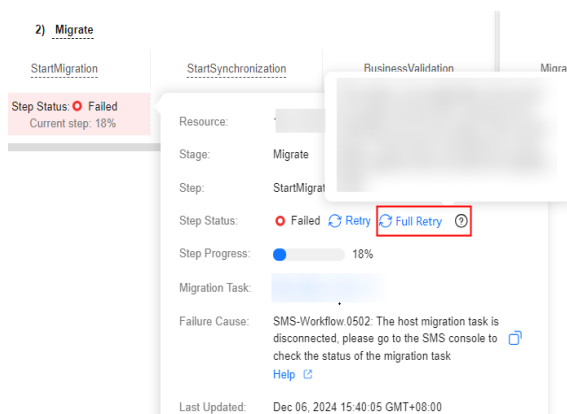 2) Migrate
StartMigration StartSynchronization BusinessValidation Migra
Step Status: Failed
Current step: 18%
Resource:
Stage: Migrate
Step: StartMigrat
Step Status: Failed Retry Full Retry ?
Step Progress: 18%
Migration Task:
Failure Cause: SMS-Workflow.0502: The host migration task is
disconnected, please go to the SMS console to
check the status of the migration task
Help
Last Updated: Dec 06, 2024 15:40:05 GMT+08:00